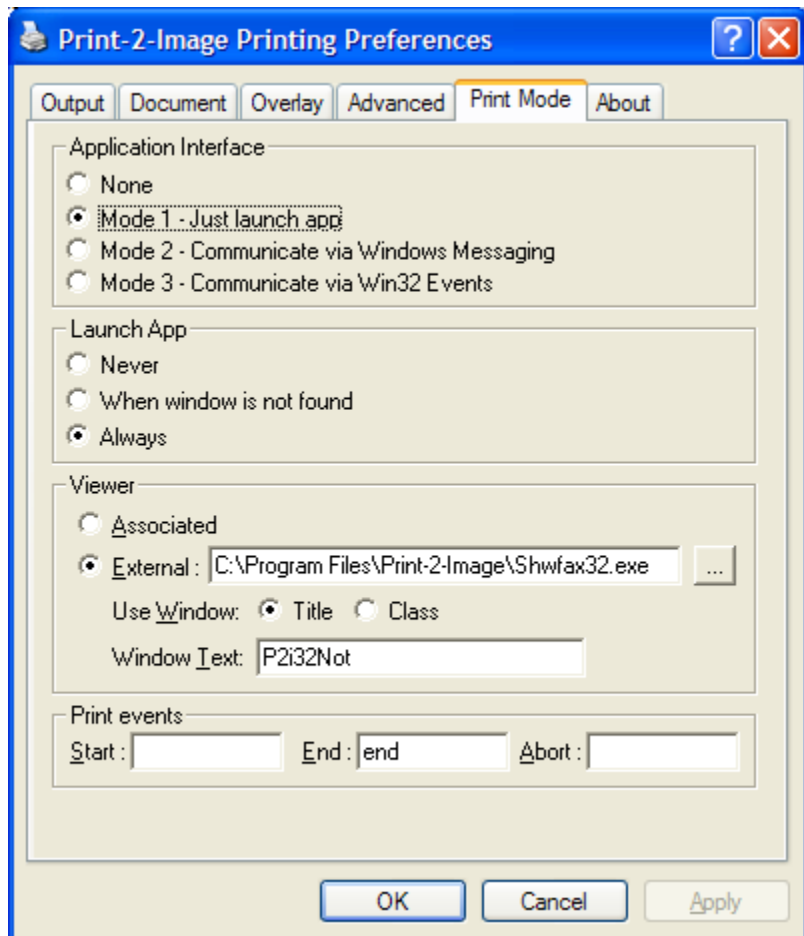 Print-2-Image Printing Preferences
Output Document Overlay Advanced Print Mode About
Application Interface
None
Mode 1 - Just launch app
Mode 2 - Communicate via Windows Messaging
Mode 3 - Communicate via Win32 Events
Launch App
Never
When window is not found
Always
Viewer
Associated
External : C:\Program Files\Print-2-Image\Shwfax32.exe ...
Use Window: Title Class
Window Text: P2i32Not
Print events
Start : End : end Abort :
OK Cancel Apply